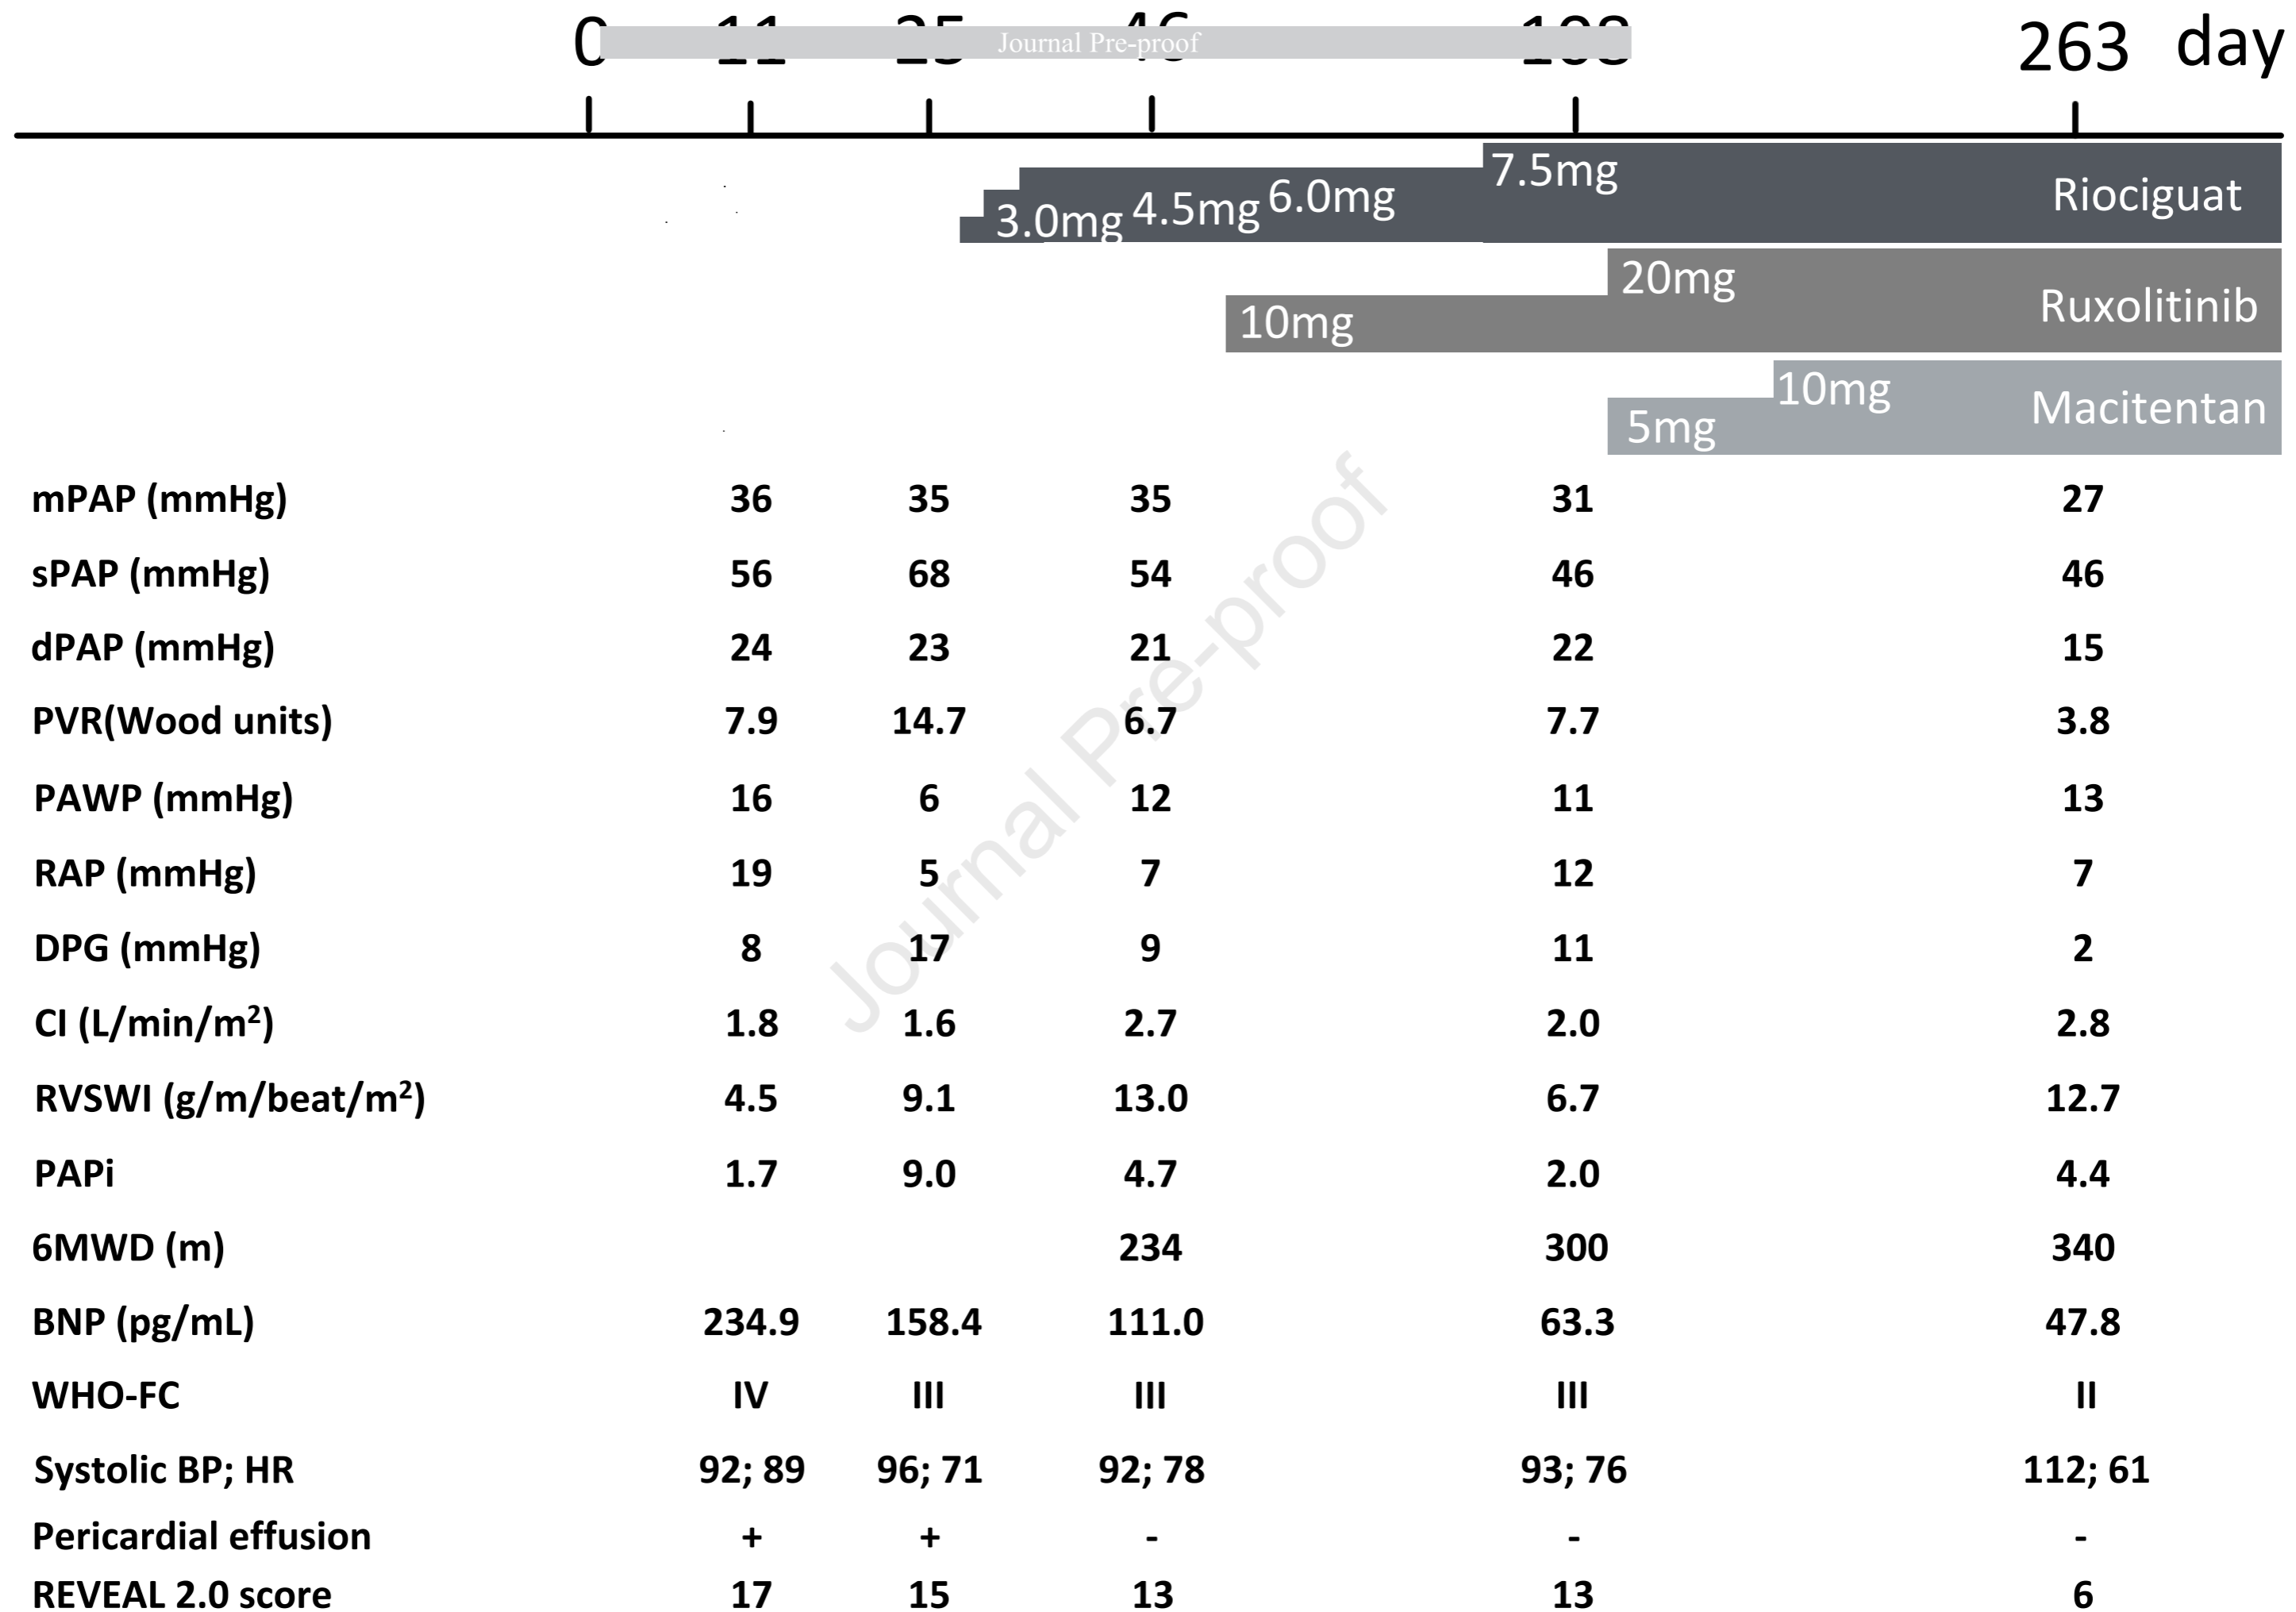 0 11 25 46 108 263 day
Journal Pre-proof
7.5mg
3.0mg 4.5mg 6.0mg Riociguat
20mg
10mg Ruxolitinib
10mg
5mg Macitentan
Journal Pre-proof
mPAP (mmHg) 36 35 35 31 27
sPAP (mmHg) 56 68 54 46 46
dPAP (mmHg) 24 23 21 22 15
PVR(Wood units) 7.9 14.7 6.7 7.7 3.8
PAWP (mmHg) 16 6 12 11 13
RAP (mmHg) 19 5 7 12 7
DPG (mmHg) 8 17 9 11 2
CI (L/min/m²) 1.8 1.6 2.7 2.0 2.8
RVSWI (g/m/beat/m²) 4.5 9.1 13.0 6.7 12.7
PAPi 1.7 9.0 4.7 2.0 4.4
6MWD (m) 234 300 340
BNP (pg/mL) 234.9 158.4 111.0 63.3 47.8
WHO-FC IV III III III II
Systolic BP; HR 92; 89 96; 71 92; 78 93; 76 112; 61
Pericardial effusion + + - - -
REVEAL 2.0 score 17 15 13 13 6